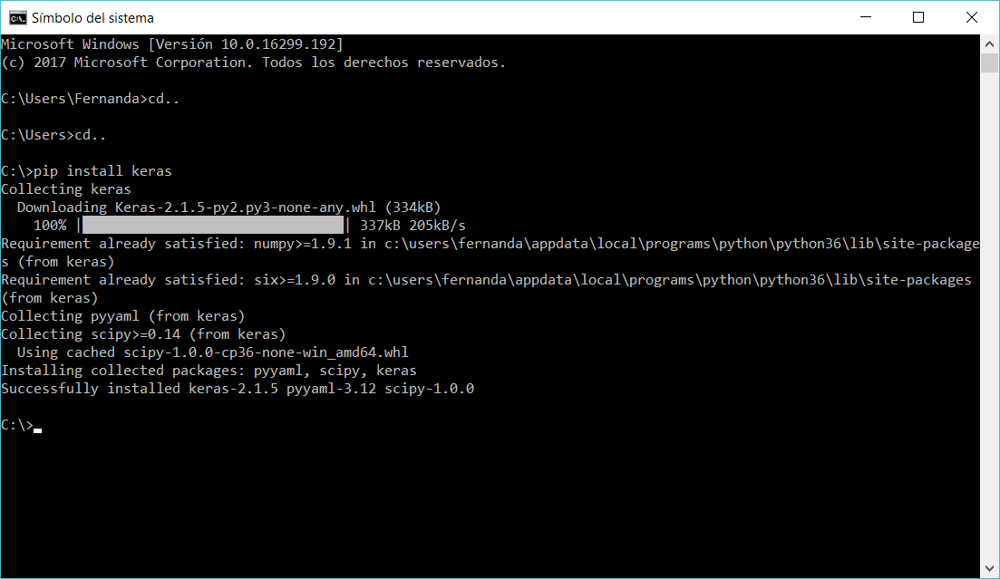 Símbolo del sistema
Microsoft Windows [Versión 10.0.16299.192]
(c) 2017 Microsoft Corporation. Todos los derechos reservados.
C:\Users\Fernanda>cd..
C:\Users>cd..
C:\>pip install keras
Collecting keras
  Downloading Keras-2.1.5-py2.py3-none-any.whl (334kB)
    100% |████████████████████████████████| 337kB 205kB/s
Requirement already satisfied: numpy>=1.9.1 in c:\users\fernanda\appdata\local\programs\python\python36\lib\site-package
s (from keras)
Requirement already satisfied: six>=1.9.0 in c:\users\fernanda\appdata\local\programs\python\python36\lib\site-packages
(from keras)
Collecting pyyaml (from keras)
Collecting scipy>=0.14 (from keras)
  Using cached scipy-1.0.0-cp36-none-win_amd64.whl
Installing collected packages: pyyaml, scipy, keras
Successfully installed keras-2.1.5 pyyaml-3.12 scipy-1.0.0
C:\>